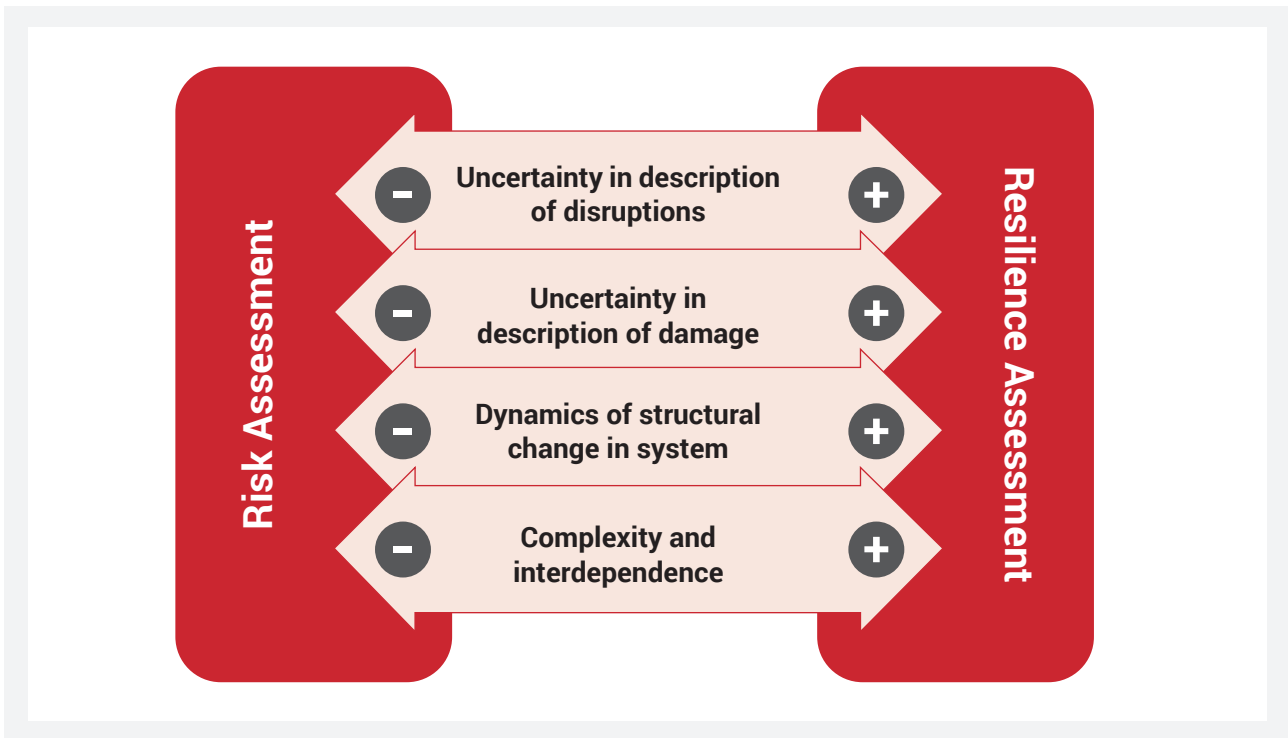 Risk Assessment
-
Uncertainty in description
of disruptions
+
-
Uncertainty in
description of damage
+
-
Dynamics of structural
change in system
+
-
Complexity and
interdependence
+
Resilience Assessment